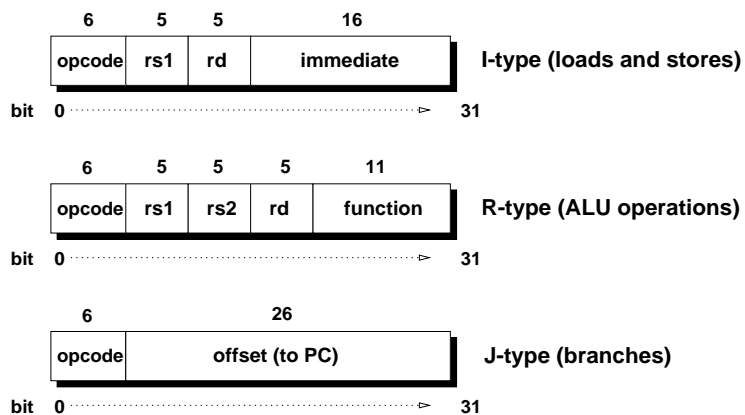 6 5 5 16
opcode rs1 rd immediate I-type (loads and stores)
bit 0 31
6 5 5 5 11
opcode rs1 rs2 rd function R-type (ALU operations)
bit 0 31
6 26
opcode offset (to PC) J-type (branches)
bit 0 31